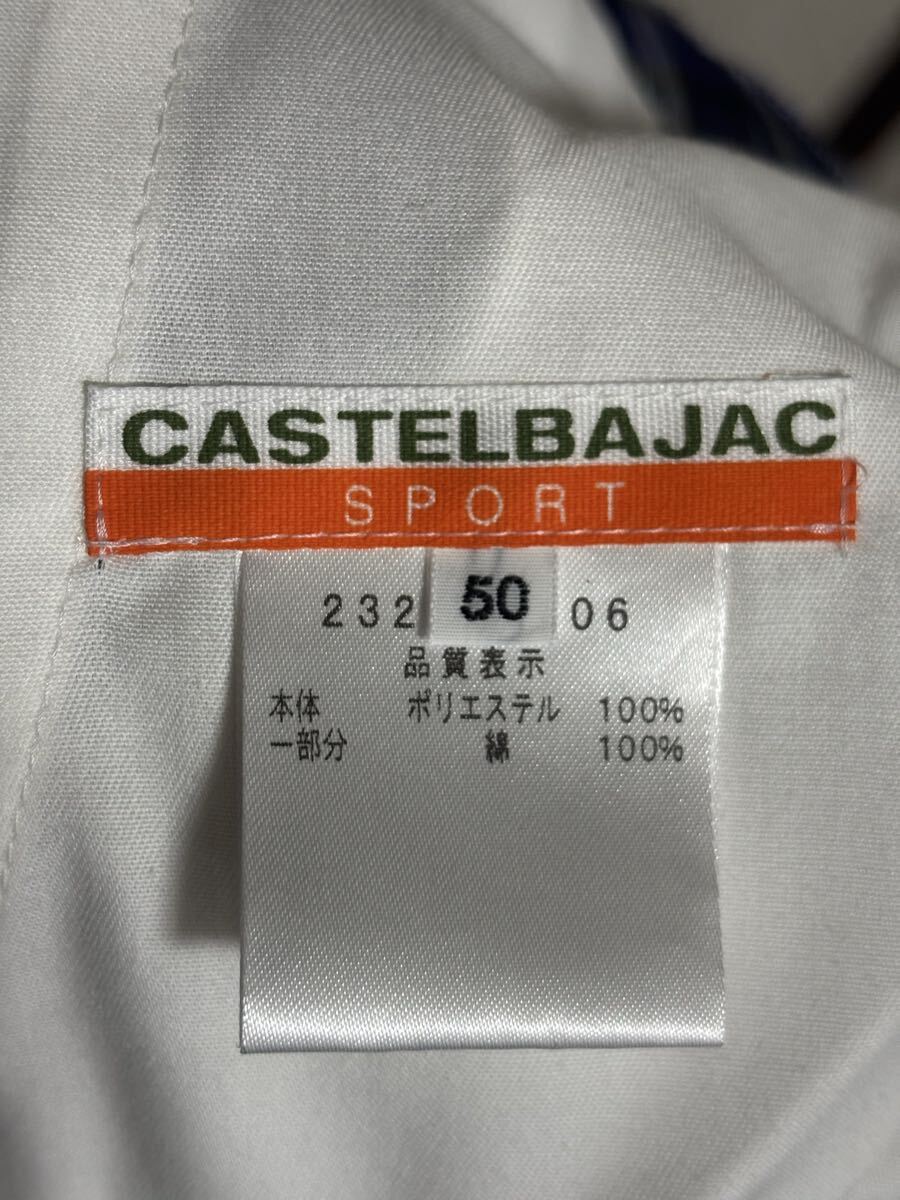 CASTELBAJAC
SPORT
232 50 06
品質表示
本体 ポリエステル 100%
一部分 綿 100%